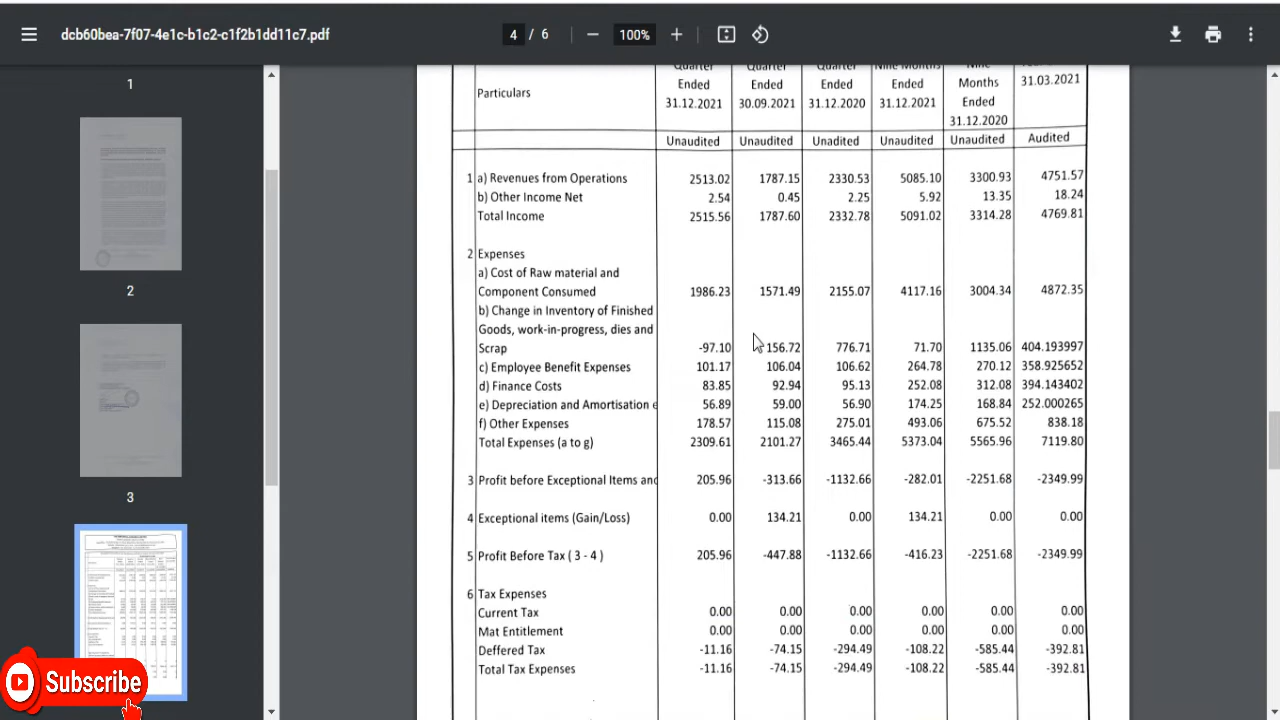 dcb60bea-7f07-4e1c-b1c2-c1f2b1dd11c7.pdf 4 / 6 100%
1
2
3
Subscribe
Quarter Quarter Quarter Nine Months Nine
Particulars Ended Ended Ended Ended Months 31.03.2021
31.12.2021 30.09.2021 31.12.2020 31.12.2021 Ended
31.12.2020
Unaudited Unaudited Unadited Unaudited Unaudited Audited
1 a) Revenues from Operations 2513.02 1787.15 2330.53 5085.10 3300.93 4751.57
b) Other Income Net 2.54 0.45 2.25 5.92 13.35 18.24
Total Income 2515.56 1787.60 2332.78 5091.02 3314.28 4769.81
2 Expenses
a) Cost of Raw material and
Component Consumed 1986.23 1571.49 2155.07 4117.16 3004.34 4872.35
b) Change in Inventory of Finished
Goods, work-in-progress, dies and
Scrap -97.10 156.72 776.71 71.70 1135.06 404.193997
c) Employee Benefit Expenses 101.17 106.04 106.62 264.78 270.12 358.925652
d) Finance Costs 83.85 92.94 95.13 252.08 312.08 394.143402
e) Depreciation and Amortisation e 56.89 59.00 56.90 174.25 168.84 252.000265
f) Other Expenses 178.57 115.08 275.01 493.06 675.52 838.18
Total Expenses (a to g) 2309.61 2101.27 3465.44 5373.04 5565.96 7119.80
3 Profit before Exceptional Items and 205.96 -313.66 -1132.66 -282.01 -2251.68 -2349.99
4 Exceptional items (Gain/Loss) 0.00 134.21 0.00 134.21 0.00 0.00
5 Profit Before Tax ( 3 - 4 ) 205.96 -447.88 -1132.66 -416.23 -2251.68 -2349.99
6 Tax Expenses
Current Tax 0.00 0.00 0.00 0.00 0.00 0.00
Mat Entitlement 0.00 0.00 0.00 0.00 0.00 0.00
Deffered Tax -11.16 -74.15 -294.49 -108.22 -585.44 -392.81
Total Tax Expenses -11.16 -74.15 -294.49 -108.22 -585.44 -392.81